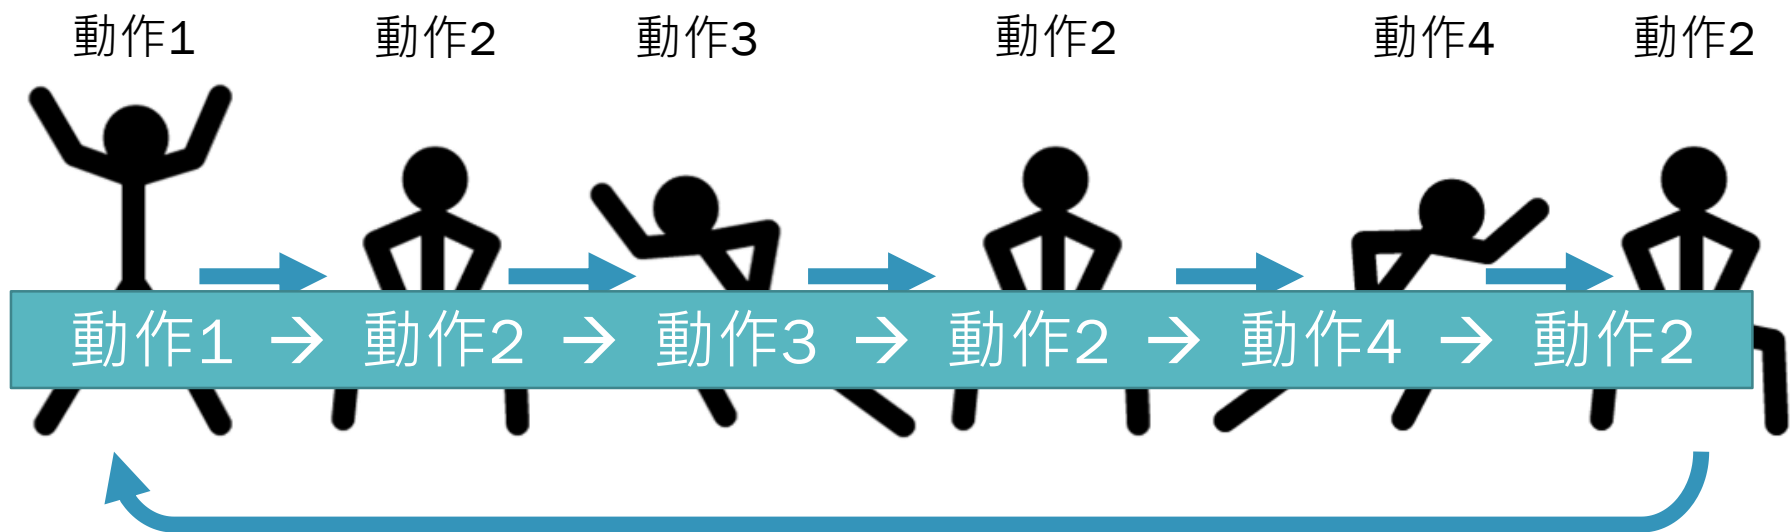 動作1 動作2 動作3 動作2 動作4 動作2
動作1 → 動作2 → 動作3 → 動作2 → 動作4 → 動作2